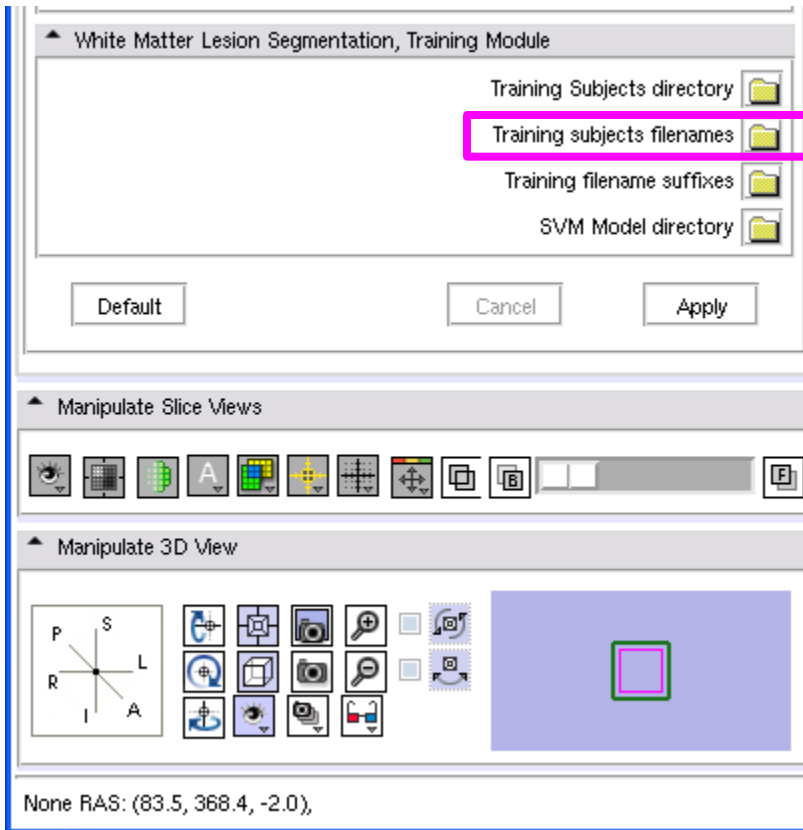 White Matter Lesion Segmentation, Training Module
Training Subjects directory
Training subjects filenames
Training filename suffixes
SVM Model directory
Default Cancel Apply
Manipulate Slice Views
A B F
Manipulate 3D View
P S
R L
I A
None RAS: (83.5, 368.4, -2.0),